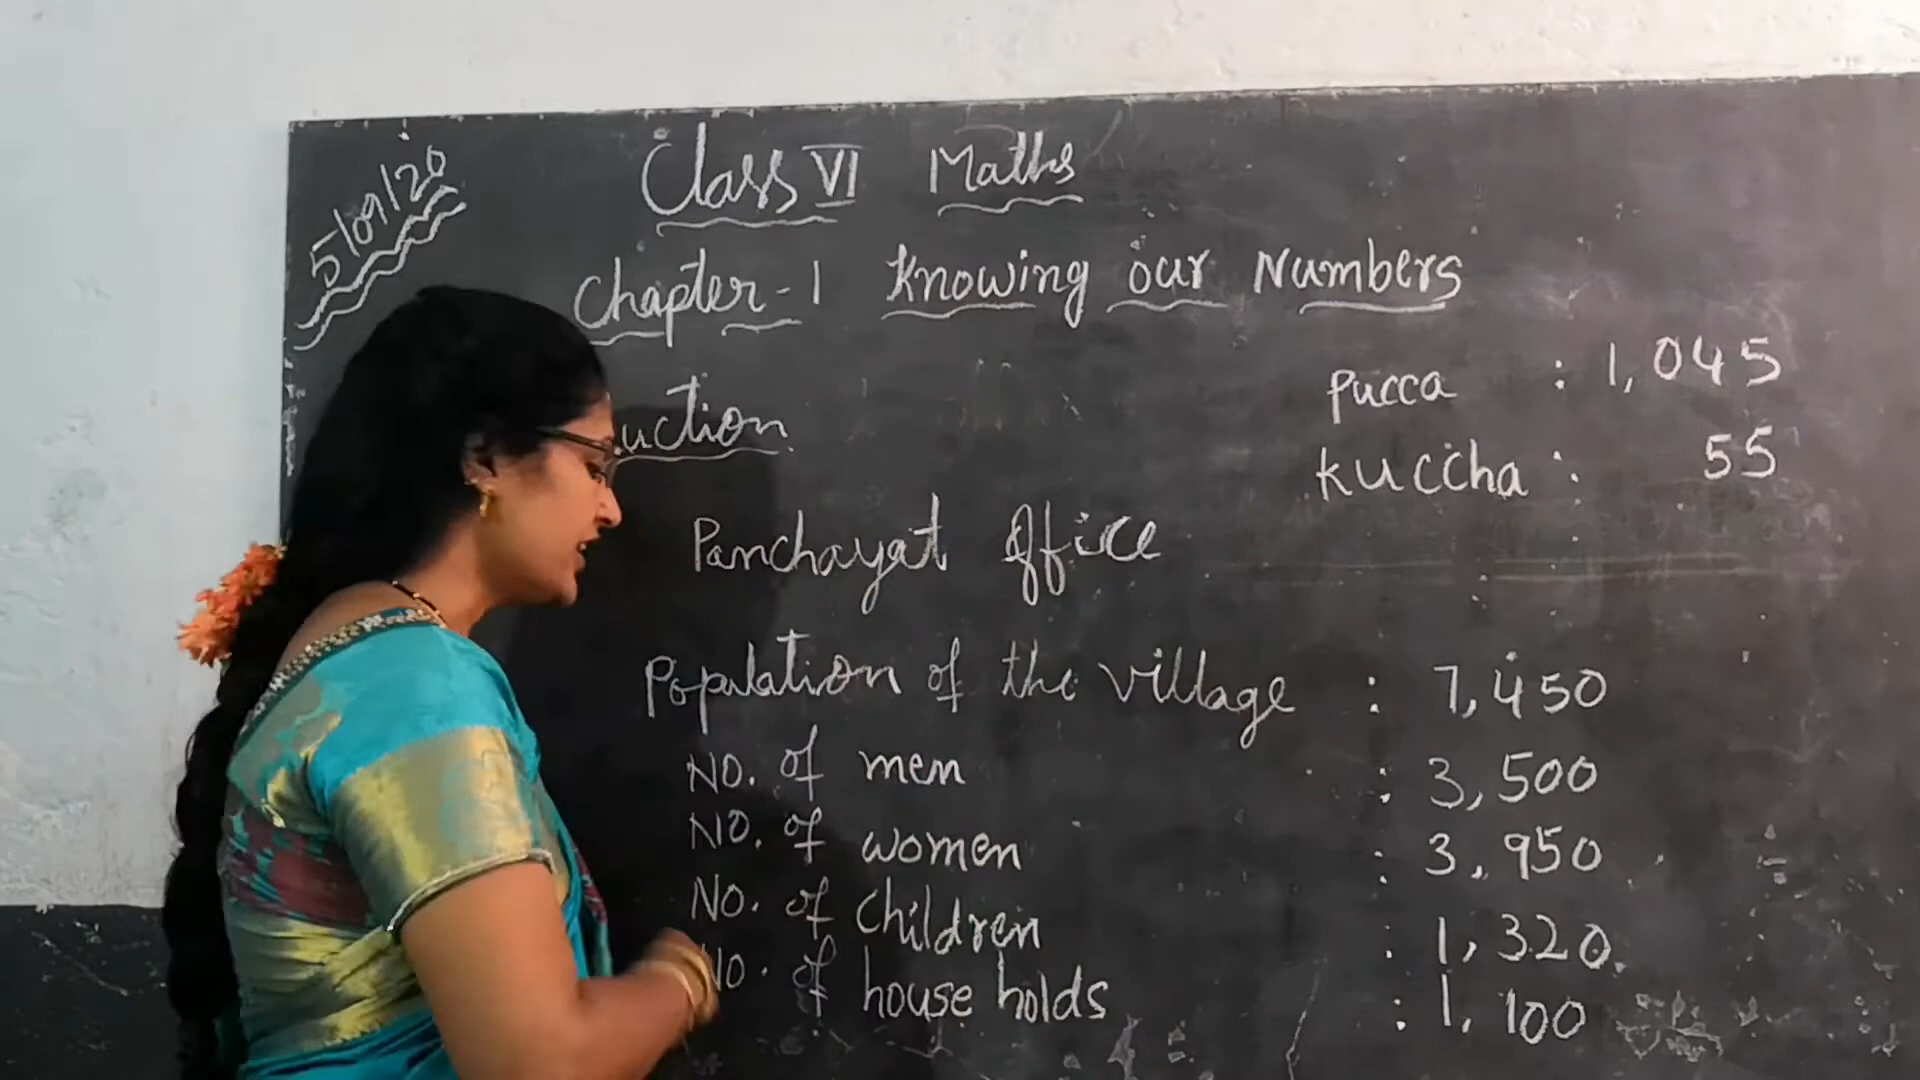 5/09/20
Class VI Maths
Chapter-1 Knowing our Numbers
uction
Pucca : 1,045
Kuccha : 55
Panchayat Office
Population of the village : 7,450
No. of men : 3,500
No. of women : 3,950
No. of children : 1,320
No. of house holds : 1,100